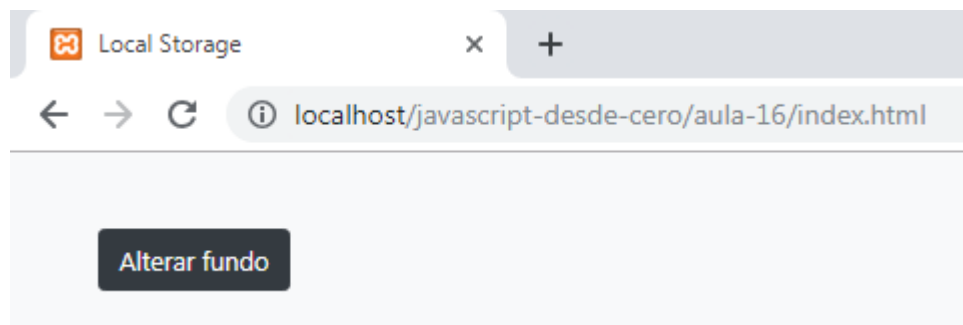 Local Storage
localhost/javascript-desde-cero/aula-16/index.html
Alterar fundo